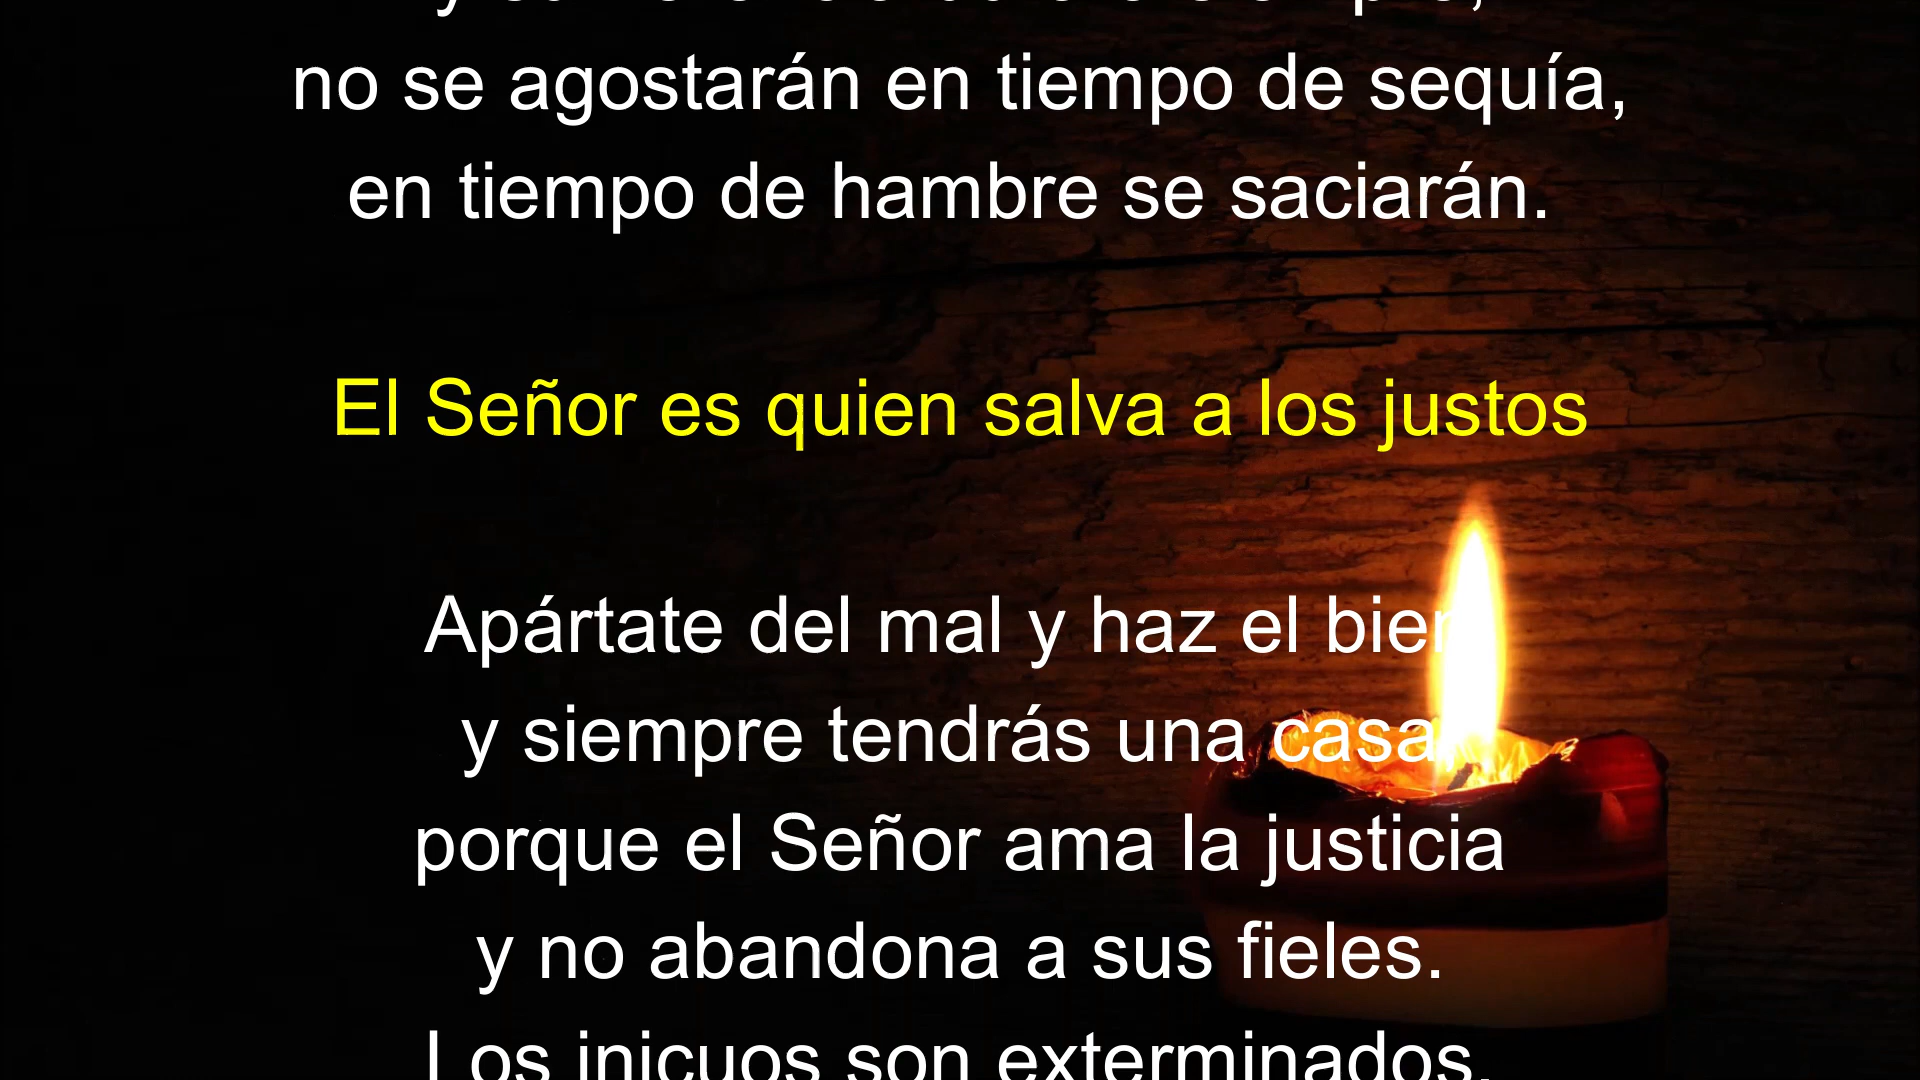 no se agostarán en tiempo de sequía,
en tiempo de hambre se saciarán.
El Señor es quien salva a los justos
Apártate del mal y haz el bien
y siempre tendrás una casa,
porque el Señor ama la justicia
y no abandona a sus fieles.
Los inicuos son exterminados,